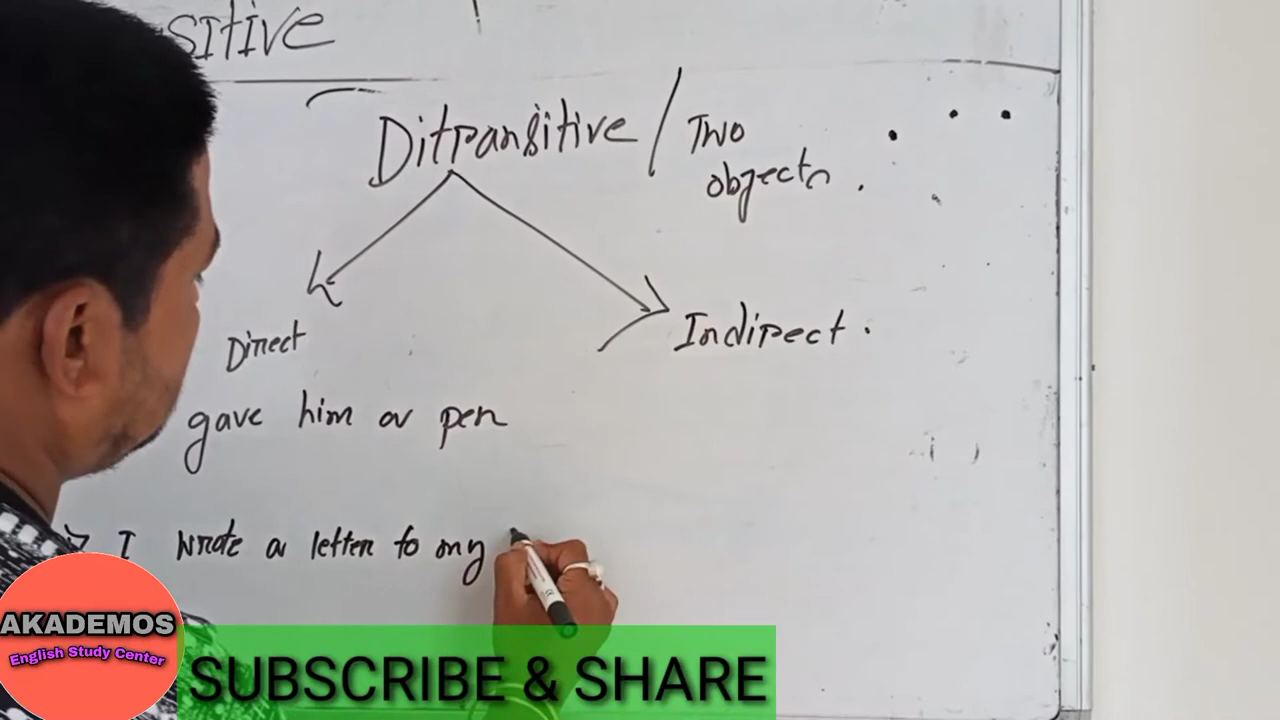 sitive
Ditransitive / Two
objects.
Direct
Indirect.
gave him a pen
I wrote a letter to my
AKADEMOS
English Study Center
SUBSCRIBE & SHARE